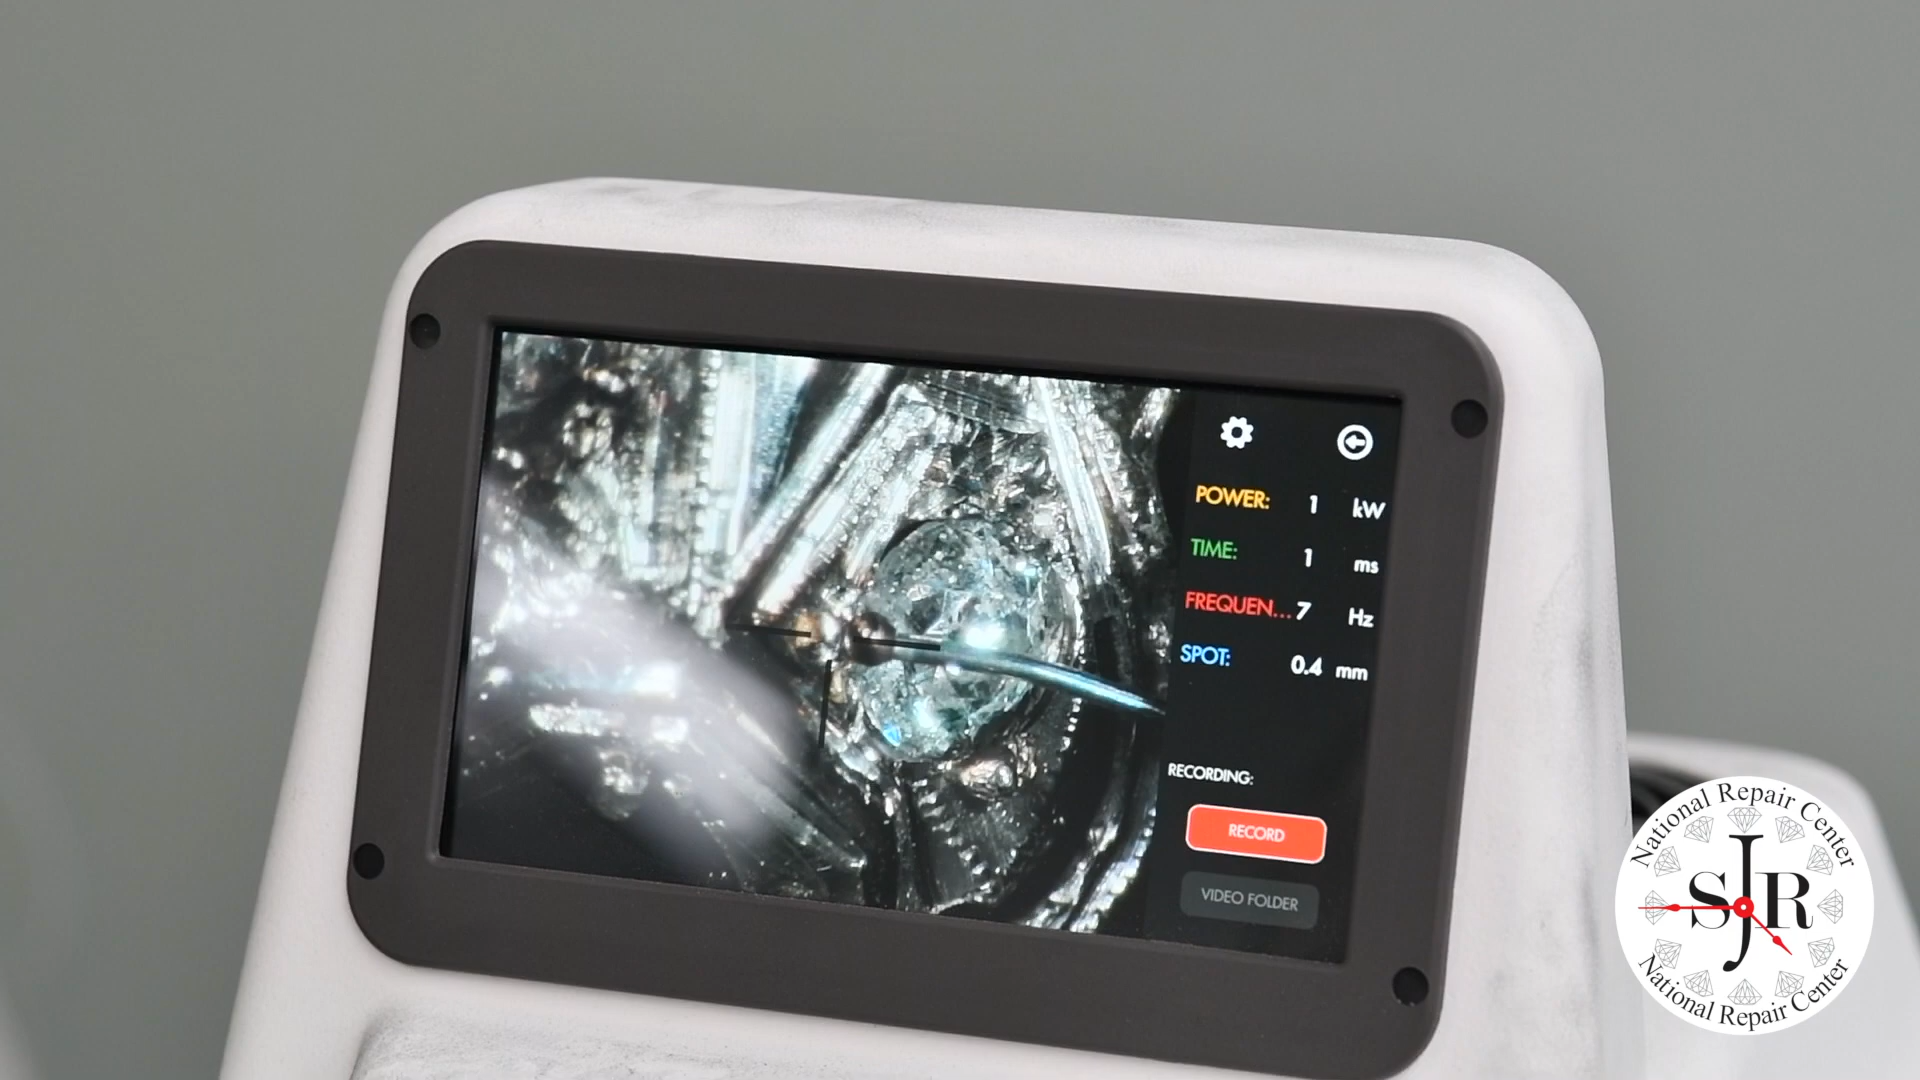 POWER: 1 kW
TIME: 1 ms
FREQUEN... 7 Hz
SPOT: 0.4 mm
RECORDING:
RECORD
VIDEO FOLDER
National Repair Center
SJR
National Repair Center